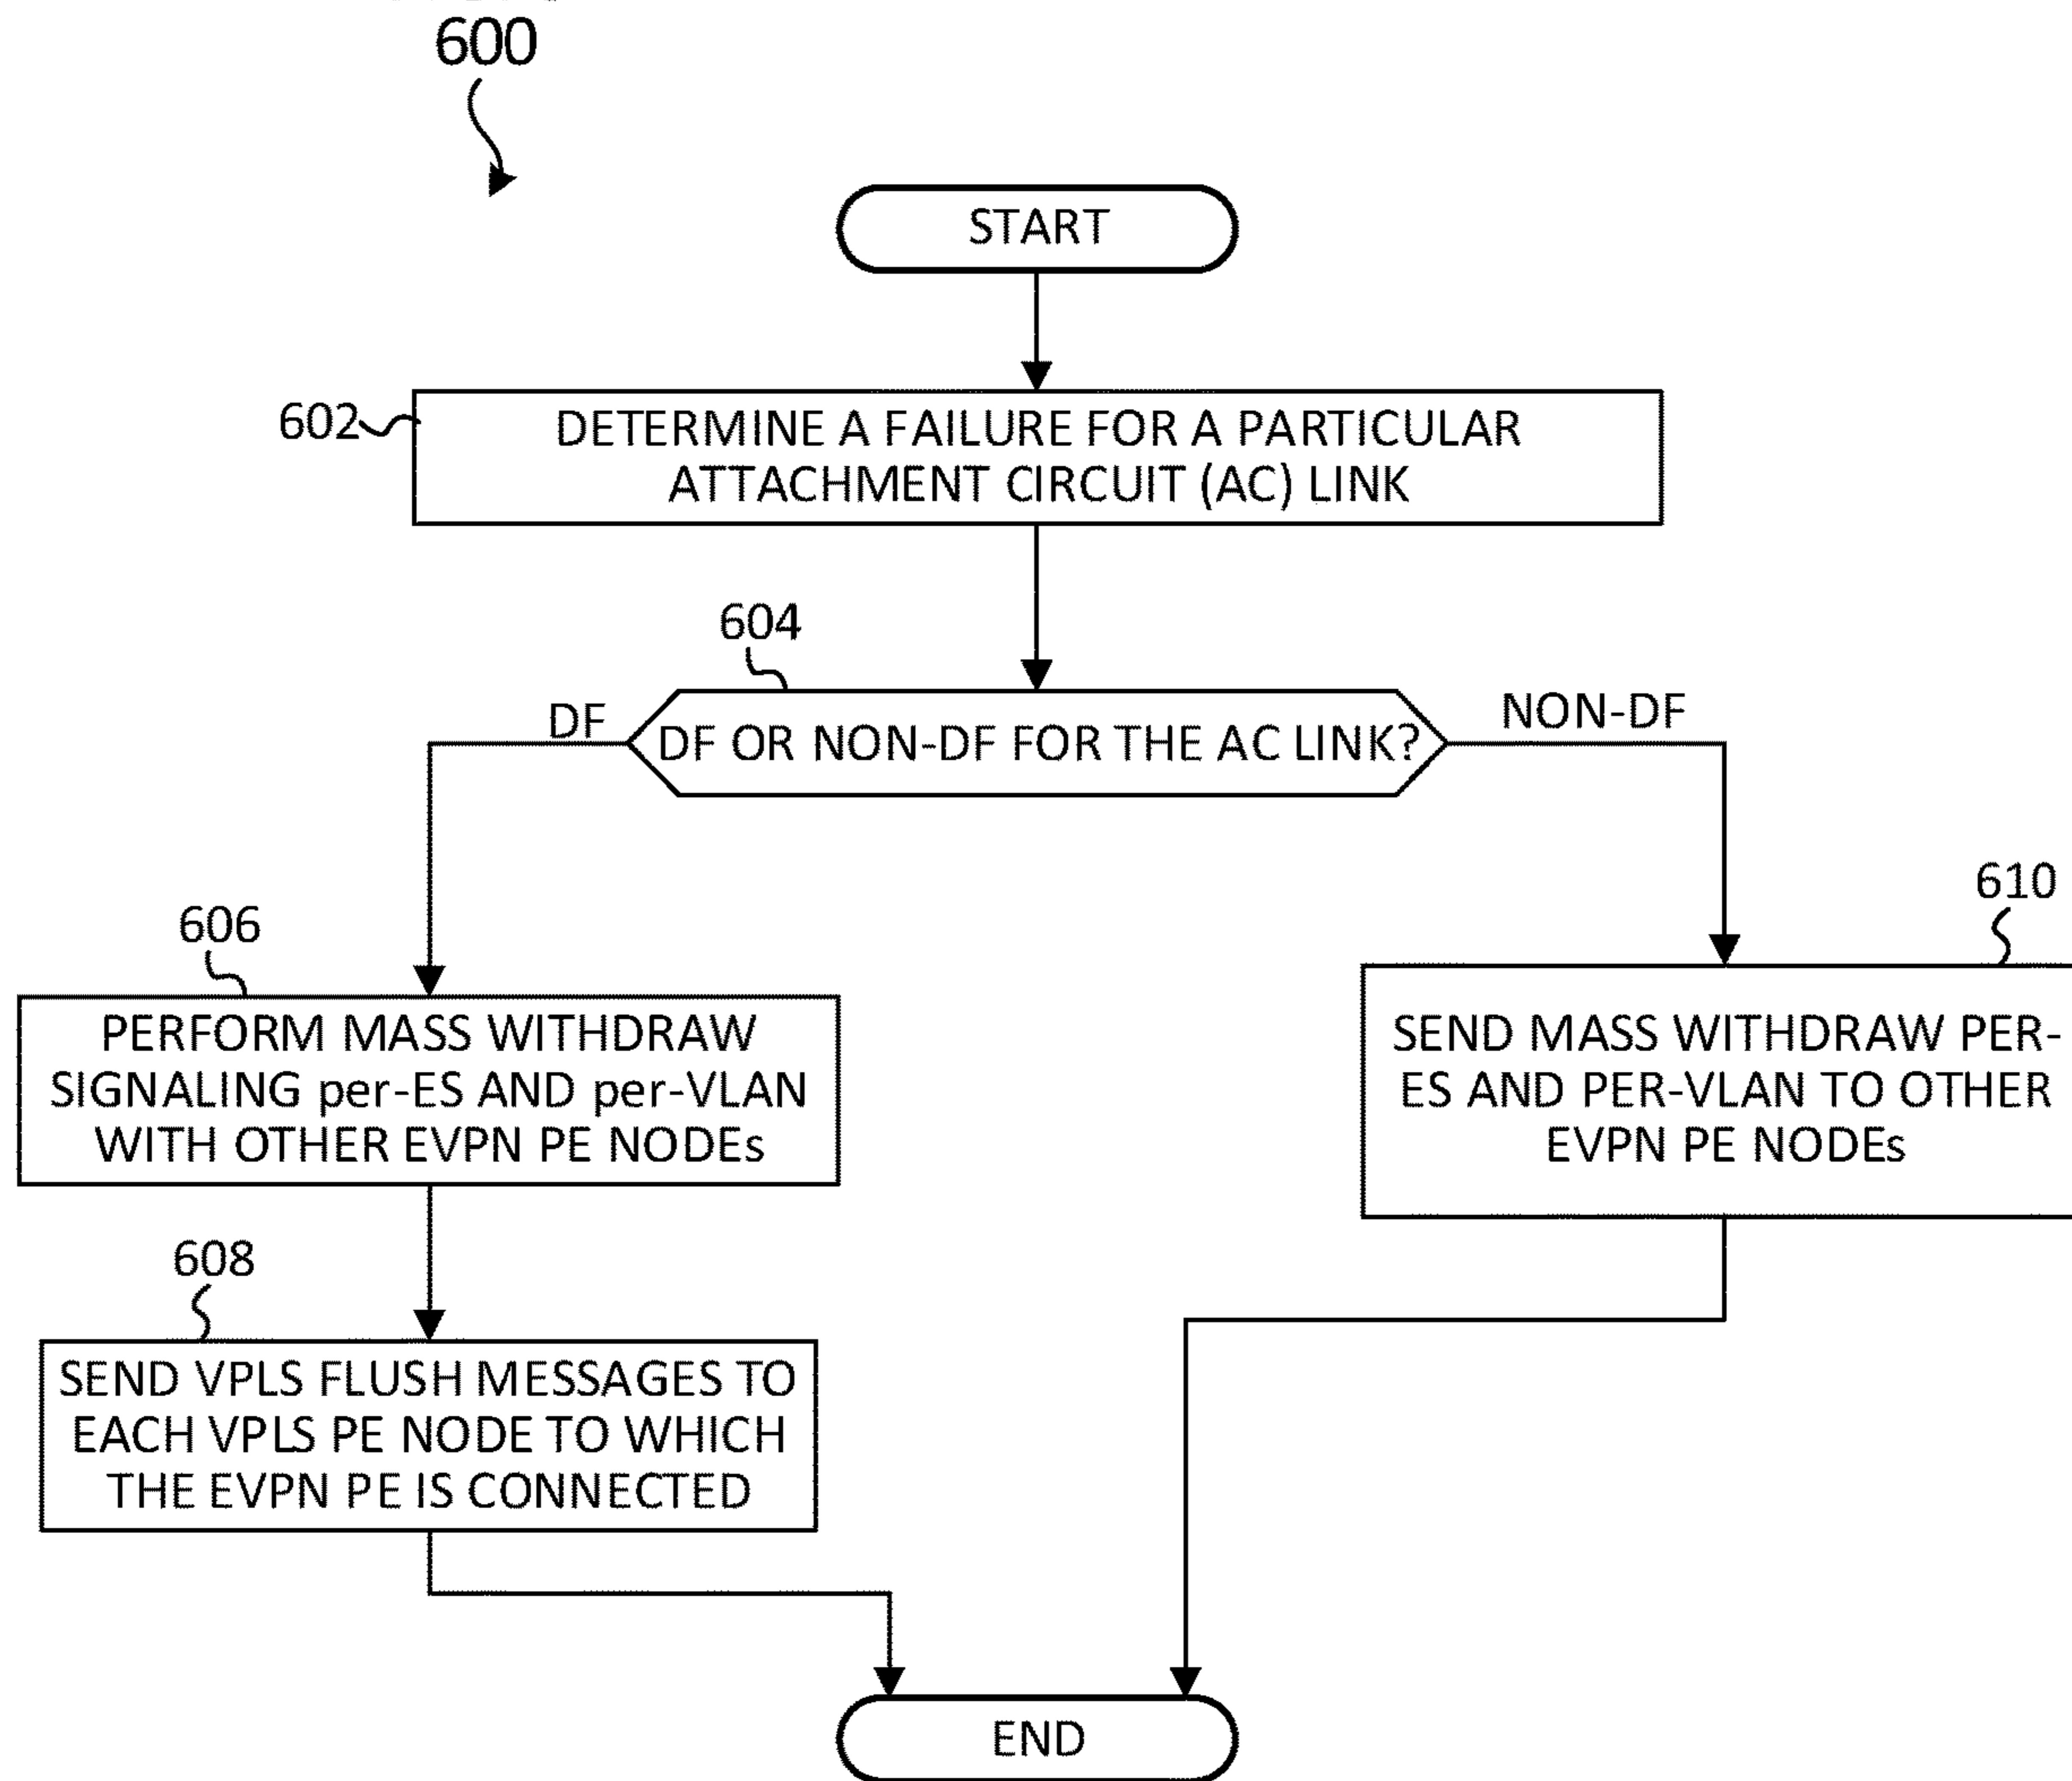 600
START
602
DETERMINE A FAILURE FOR A PARTICULAR
ATTACHMENT CIRCUIT (AC) LINK
604
DF
DF OR NON-DF FOR THE AC LINK?
NON-DF
606
PERFORM MASS WITHDRAW
SIGNALING per-ES AND per-VLAN
WITH OTHER EVPN PE NODEs
610
SEND MASS WITHDRAW PER-
ES AND PER-VLAN TO OTHER
EVPN PE NODEs
608
SEND VPLS FLUSH MESSAGES TO
EACH VPLS PE NODE TO WHICH
THE EVPN PE IS CONNECTED
END